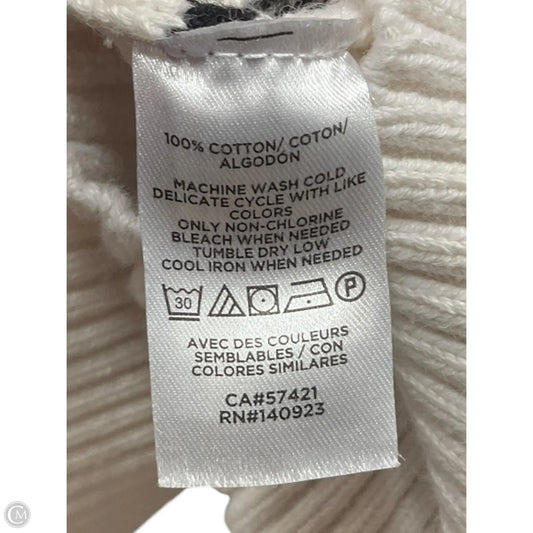 100% COTTON/ COTON/
ALGODÓN
MACHINE WASH COLD
DELICATE CYCLE WITH LIKE
COLORS
ONLY NON-CHLORINE
BLEACH WHEN NEEDED
TUMBLE DRY LOW
COOL IRON WHEN NEEDED
30 P
AVEC DES COULEURS
SEMBLABLES / CON
COLORES SIMILARES
CA#57421
RN#140923
CM